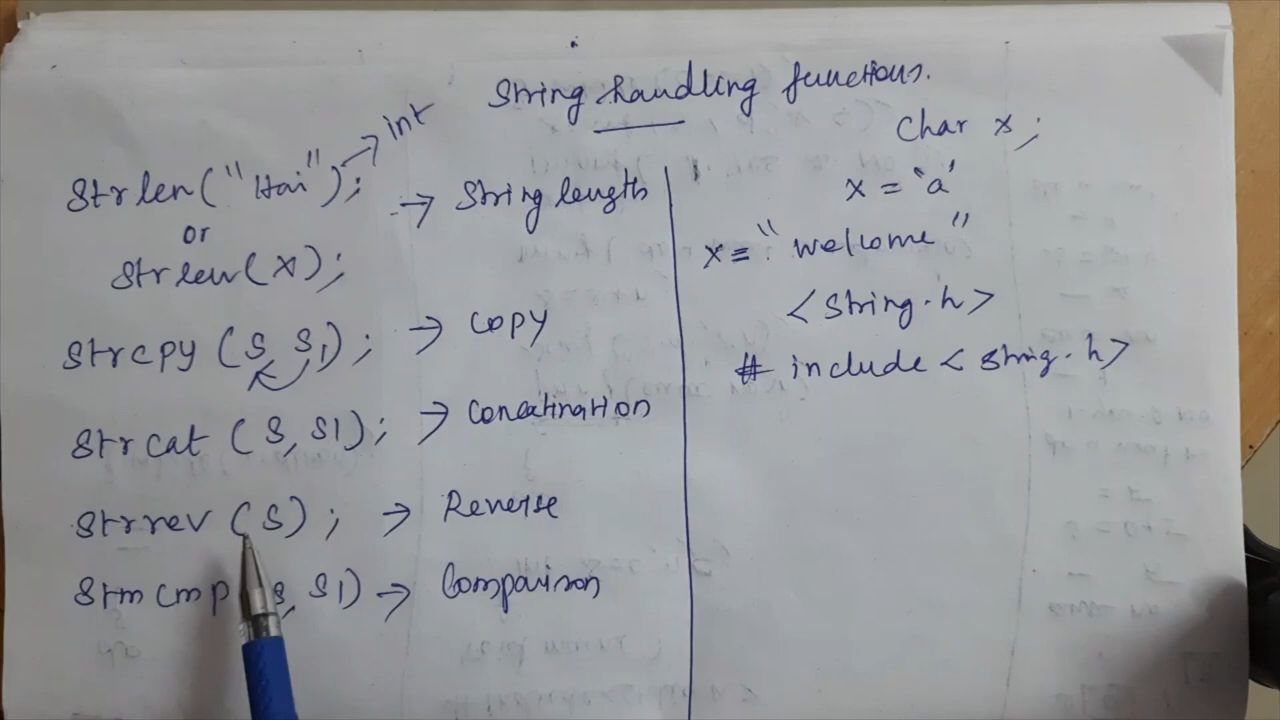 String handling functions.
Strlen("Hai"); → int → String length
or
Strlen(x);
Strcpy (S, S1); → Copy
Strcat (S, S1); → Concatination
Strrev (S); → Reverse
Strmcmp (S, S1) → Comparison
Char x;
x = 'a'
x = "welcome"
<String.h>
# include <string.h>